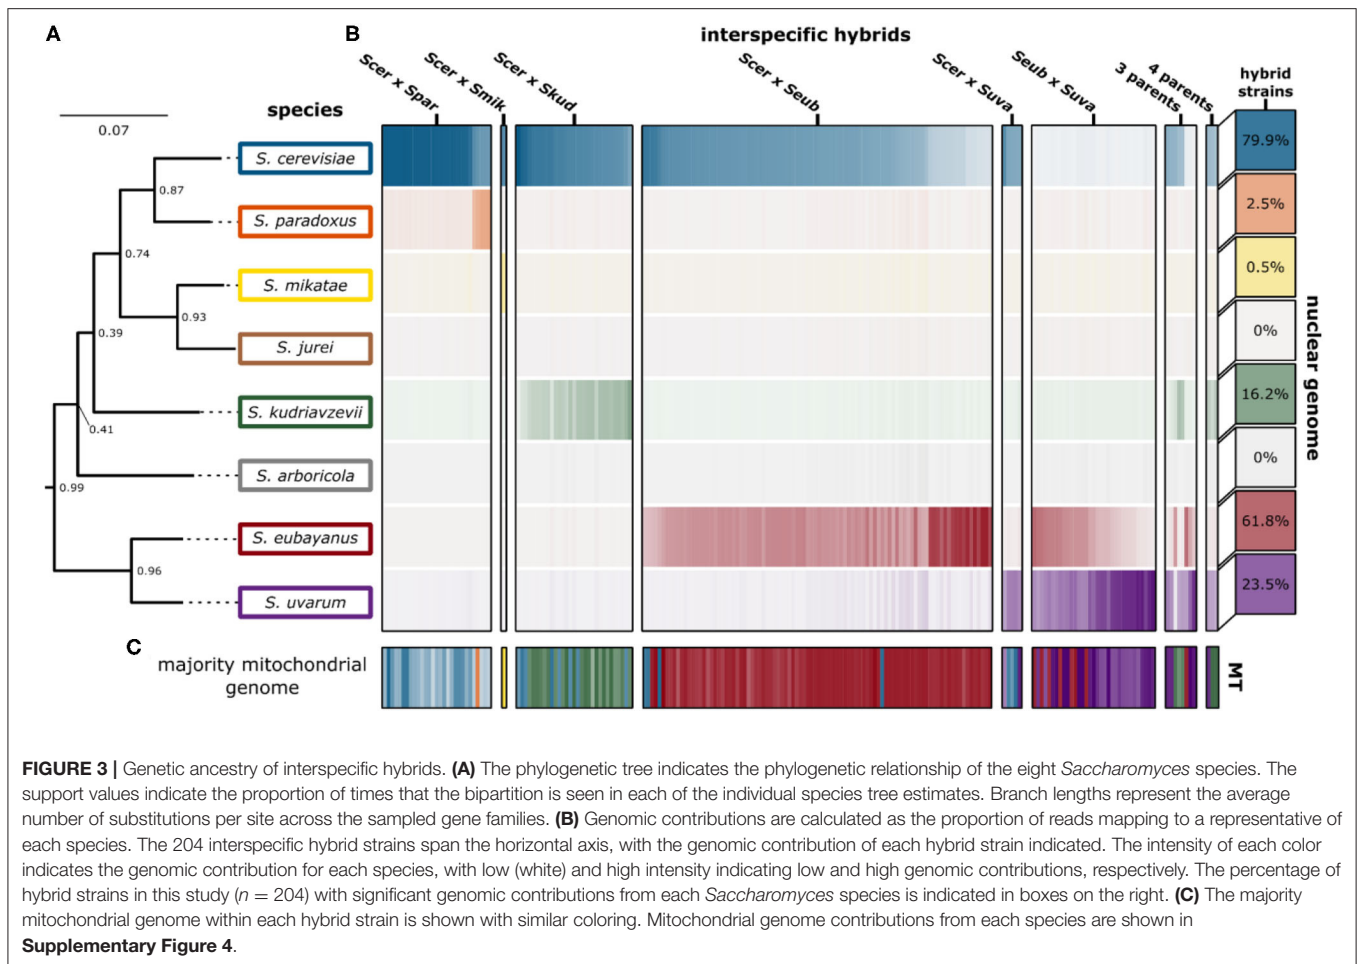 A
B
interspecific hybrids
Scer x Spar
Scer x Smik
Scer x Skud
Scer x Seub
Scer x Suva
Seub x Suva
3 parents
4 parents
hybrid
strains
0.07
species
S. cerevisiae
S. paradoxus
S. mikatae
S. jurei
S. kudriavzevii
S. arboricola
S. eubayanus
S. uvarum
0.87
0.74
0.93
0.39
0.41
0.99
0.96
79.9%
2.5%
0.5%
0%
16.2%
0%
61.8%
23.5%
nuclear genome
C
majority mitochondrial
genome
MT
FIGURE 3 | Genetic ancestry of interspecific hybrids. (A) The phylogenetic tree indicates the phylogenetic relationship of the eight Saccharomyces species. The
support values indicate the proportion of times that the bipartition is seen in each of the individual species tree estimates. Branch lengths represent the average
number of substitutions per site across the sampled gene families. (B) Genomic contributions are calculated as the proportion of reads mapping to a representative of
each species. The 204 interspecific hybrid strains span the horizontal axis, with the genomic contribution of each hybrid strain indicated. The intensity of each color
indicates the genomic contribution for each species, with low (white) and high intensity indicating low and high genomic contributions, respectively. The percentage of
hybrid strains in this study (n = 204) with significant genomic contributions from each Saccharomyces species is indicated in boxes on the right. (C) The majority
mitochondrial genome within each hybrid strain is shown with similar coloring. Mitochondrial genome contributions from each species are shown in
Supplementary Figure 4.